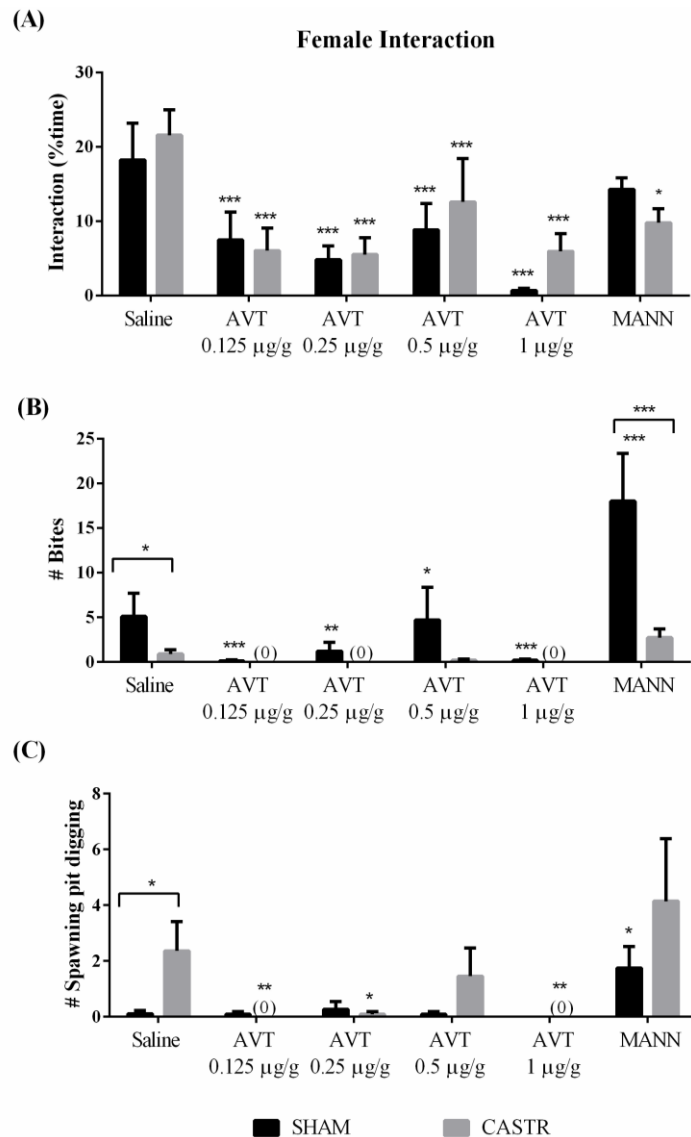 (A)
Female Interaction
Interaction (%time)
30
20
10
0
***
***
***
***
***
***
***
***
*
Saline
AVT
0.125 µg/g
AVT
0.25 µg/g
AVT
0.5 µg/g
AVT
1 µg/g
MANN
(B)
# Bites
25
20
15
10
5
0
*
***
(0)
**
(0)
*
***
(0)
***
***
Saline
AVT
0.125 µg/g
AVT
0.25 µg/g
AVT
0.5 µg/g
AVT
1 µg/g
MANN
(C)
# Spawning pit digging
8
6
4
2
0
*
**
(0)
*
**
(0)
*
Saline
AVT
0.125 µg/g
AVT
0.25 µg/g
AVT
0.5 µg/g
AVT
1 µg/g
MANN
SHAM
CASTR